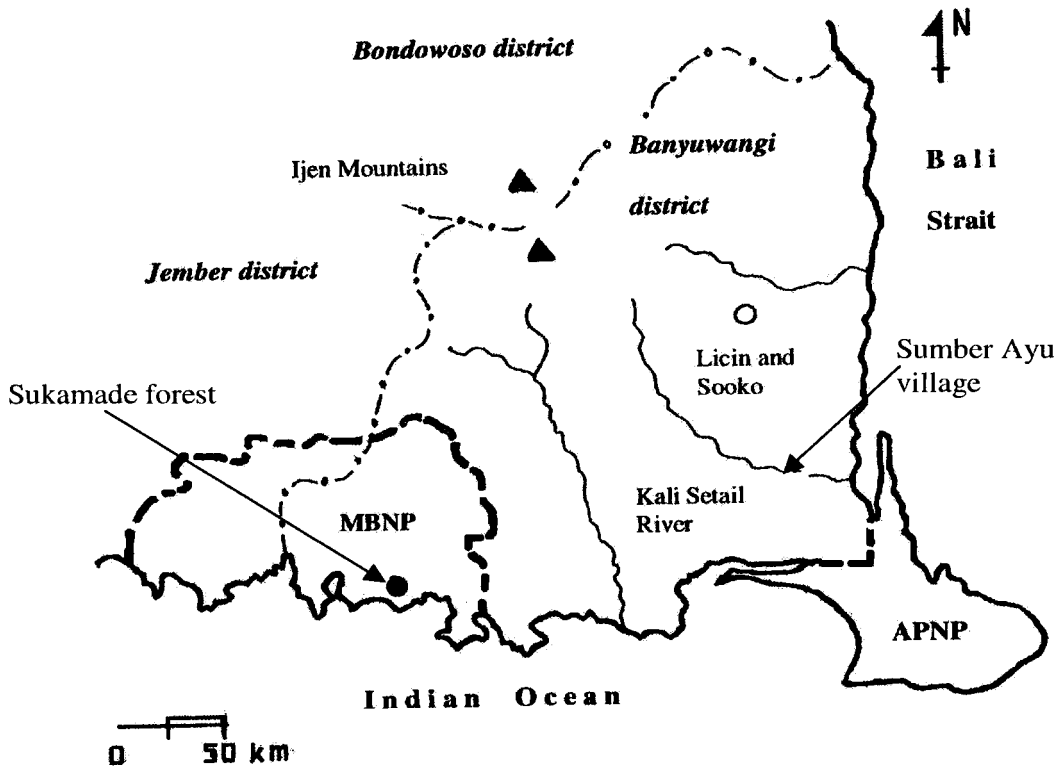 N
Bondowoso district
Banyuwangi
district
Bali
Strait
Ijen Mountains
Jember district
Licin and
Sooko
Sumber Ayu
village
Sukamade forest
Kali Setail
River
MBNP
APNP
Indian Ocean
0 50 km